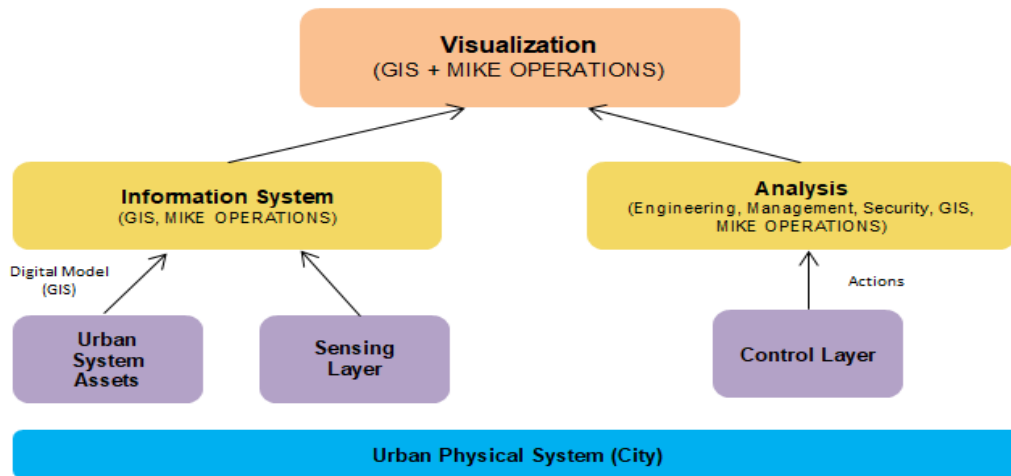 Visualization
(GIS + MIKE OPERATIONS)
Information System
(GIS, MIKE OPERATIONS)
Analysis
(Engineering, Management, Security, GIS,
MIKE OPERATIONS)
Digital Model
(GIS)
Actions
Urban
System
Assets
Sensing
Layer
Control Layer
Urban Physical System (City)